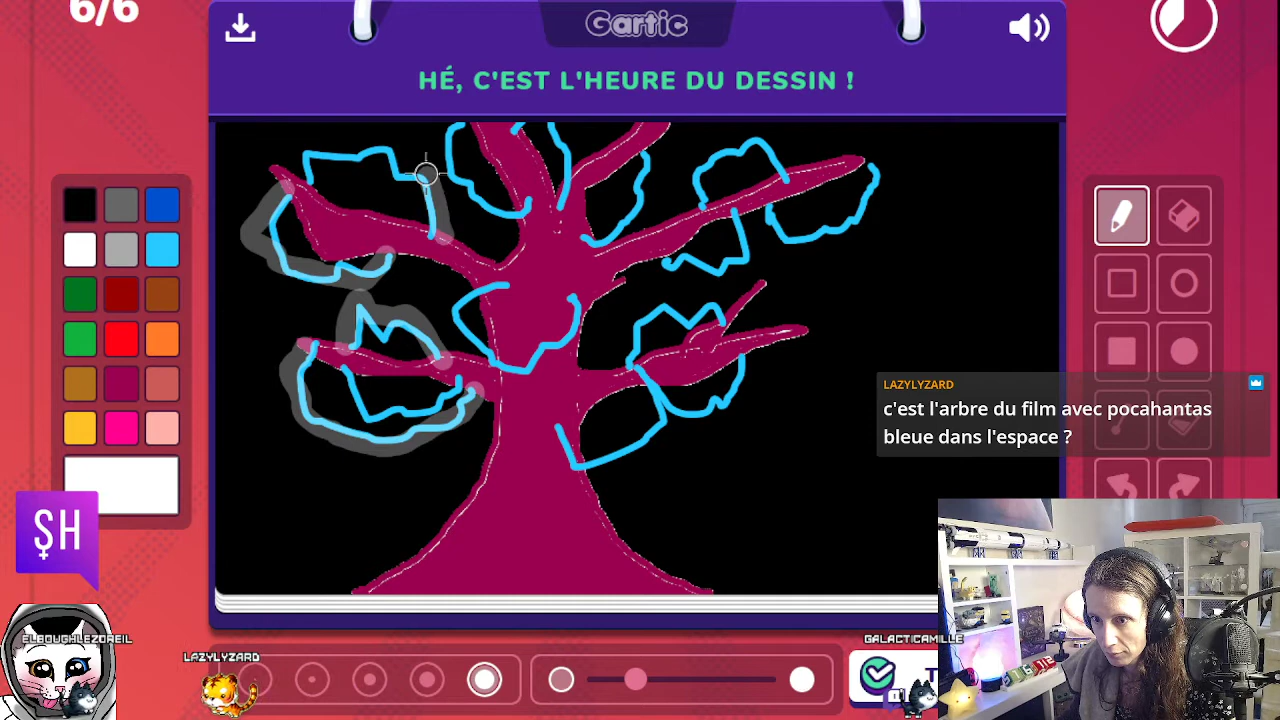 6/6
Gartic
HÉ, C'EST L'HEURE DU DESSIN !
LAZYLYZARD
c'est l'arbre du film avec pocahantas
bleue dans l'espace ?
$H
ELBOUGHLEZOREIL
LAZYLYZARD
GALACTICAMILLE